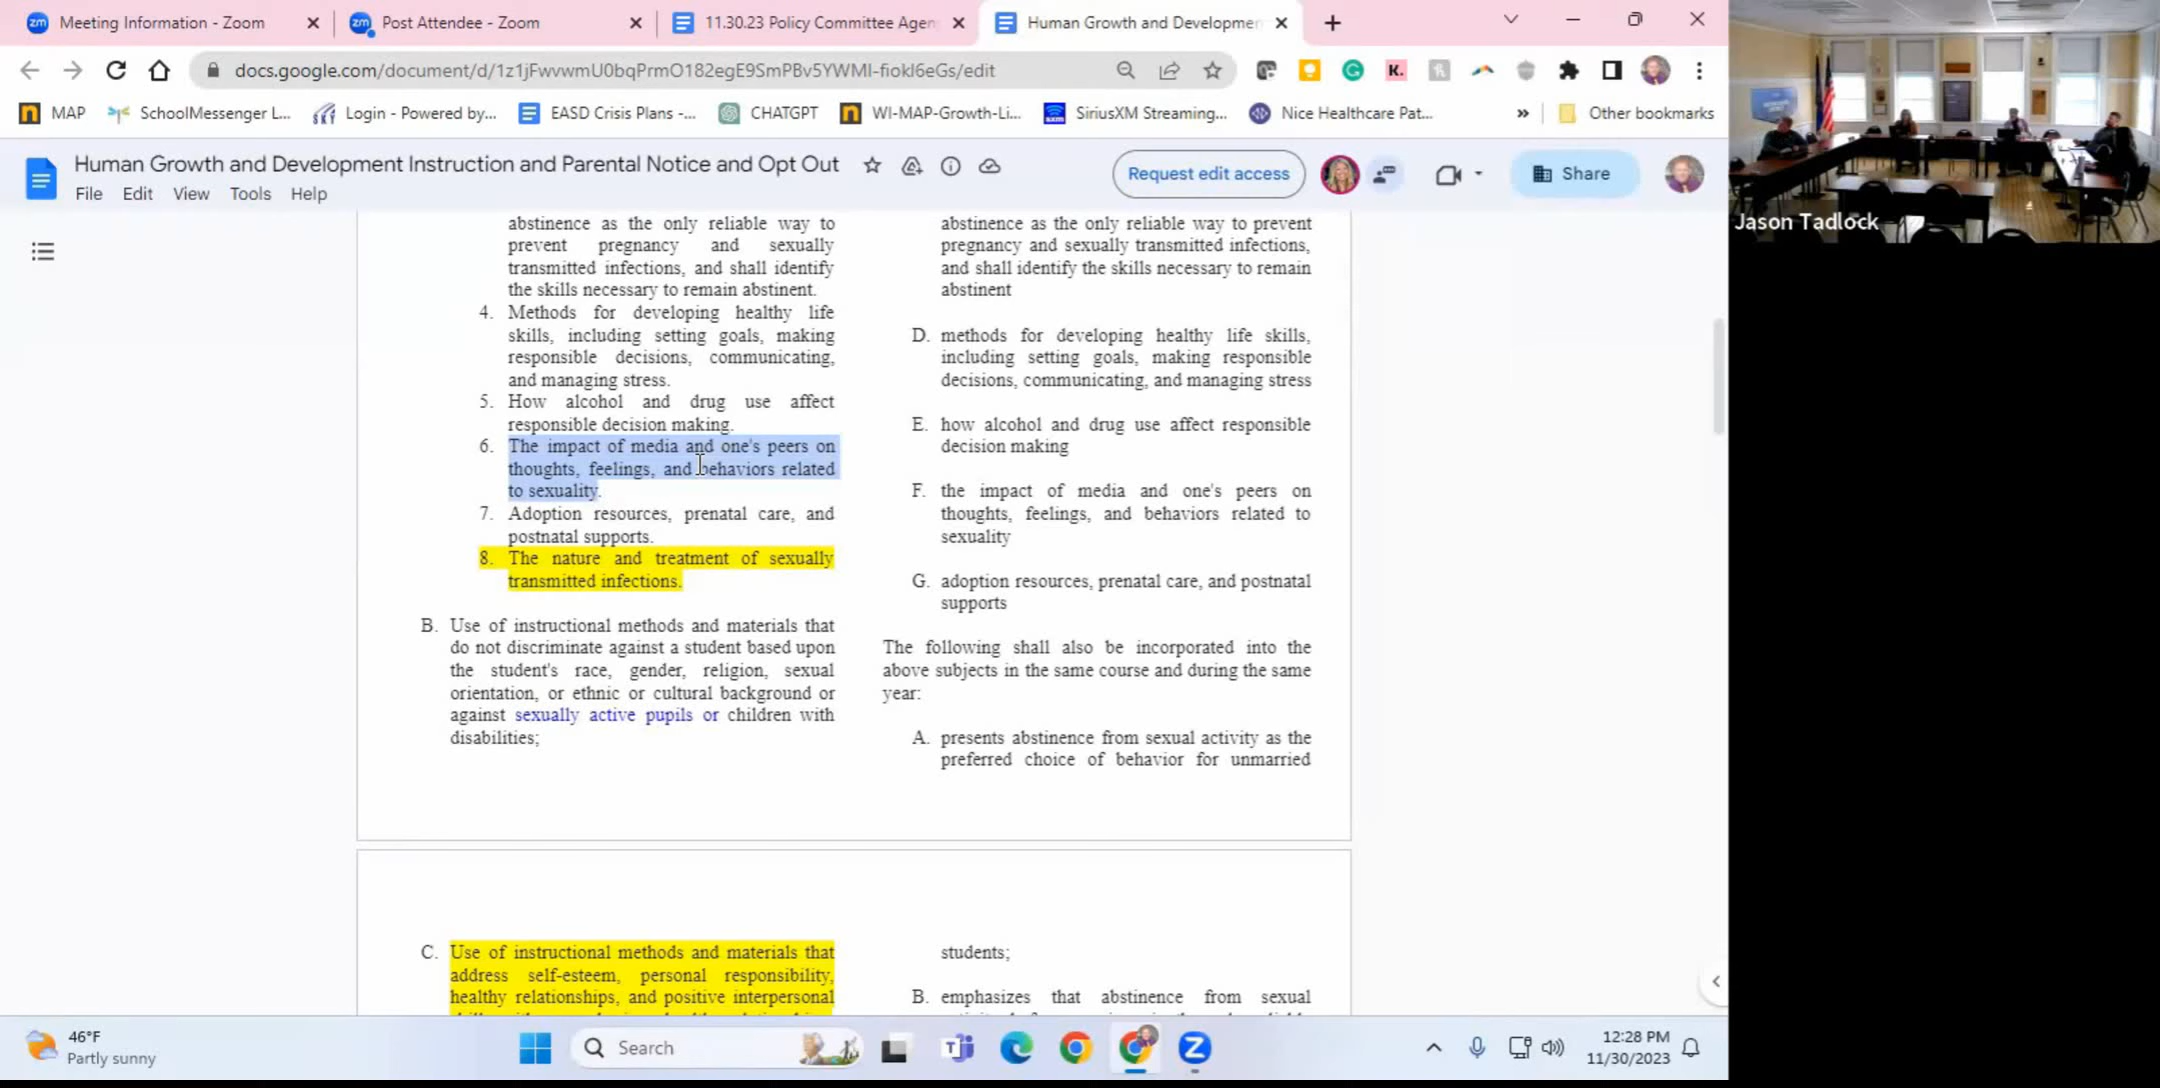 Meeting Information - Zoom
Post Attendee - Zoom
11.30.23 Policy Committee Agen
Human Growth and Developmen
docs.google.com/document/d/1z1jFwvwmU0bqPrmO182egE9SmPBv5YWMI-fiokI6eGs/edit
MAP
SchoolMessenger L...
Login - Powered by...
EASD Crisis Plans -...
CHATGPT
WI-MAP-Growth-Li...
SiriusXM Streaming...
Nice Healthcare Pat...
Other bookmarks
Human Growth and Development Instruction and Parental Notice and Opt Out
File Edit View Tools Help
Request edit access
Share
abstinence as the only reliable way to
prevent pregnancy and sexually
transmitted infections, and shall identify
the skills necessary to remain abstinent.
4. Methods for developing healthy life
skills, including setting goals, making
responsible decisions, communicating,
and managing stress.
5. How alcohol and drug use affect
responsible decision making.
6. The impact of media and one's peers on
thoughts, feelings, and behaviors related
to sexuality.
7. Adoption resources, prenatal care, and
postnatal supports.
8. The nature and treatment of sexually
transmitted infections.
B. Use of instructional methods and materials that
do not discriminate against a student based upon
the student's race, gender, religion, sexual
orientation, or ethnic or cultural background or
against sexually active pupils or children with
disabilities;
abstinence as the only reliable way to prevent
pregnancy and sexually transmitted infections,
and shall identify the skills necessary to remain
abstinent
D. methods for developing healthy life skills,
including setting goals, making responsible
decisions, communicating, and managing stress
E. how alcohol and drug use affect responsible
decision making
F. the impact of media and one's peers on
thoughts, feelings, and behaviors related to
sexuality
G. adoption resources, prenatal care, and postnatal
supports
The following shall also be incorporated into the
above subjects in the same course and during the same
year:
A. presents abstinence from sexual activity as the
preferred choice of behavior for unmarried
C. Use of instructional methods and materials that
address self-esteem, personal responsibility,
healthy relationships, and positive interpersonal
students;
B. emphasizes that abstinence from sexual
Jason Tadlock
46°F
Partly sunny
Search
12:28 PM
11/30/2023